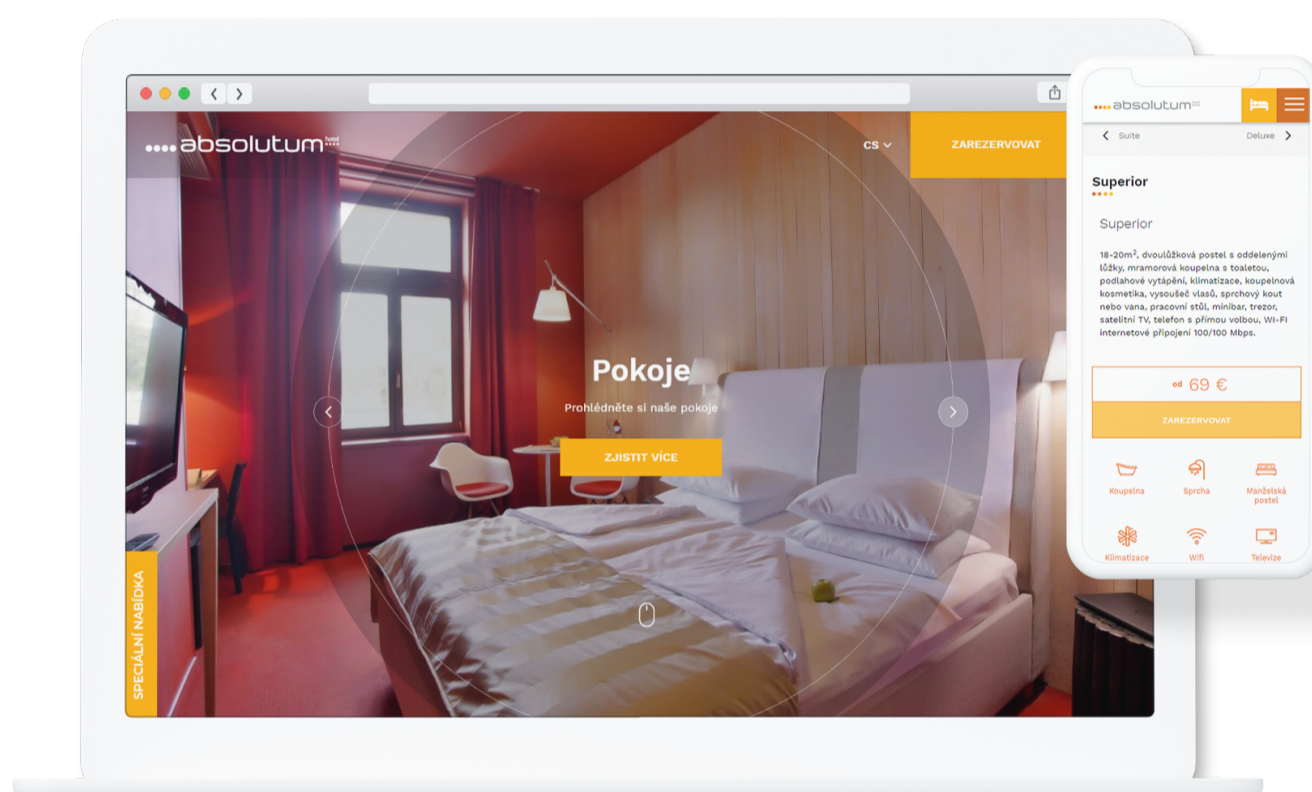 absolutum hotel
CS
ZAREZERVOVAT
Pokoje
Prohlédněte si naše pokoje
ZJISTIT VÍCE
SPECIÁLNÍ NABÍDKA
absolutum
Suite
Deluxe
Superior
Superior
18-20m², dvoulůžková postel s oddelenými
lůžky, mramorová koupelna s toaletou,
podlahové vytápění, klimatizace, koupelnová
kosmetika, vysoušeč vlasů, sprchový kout
nebo vana, pracovní stůl, minibar, trezor,
satelitní TV, telefon s přímou volbou, WI-FI
internetové připojení 100/100 Mbps.
od 69 €
ZAREZERVOVAT
Koupelna
Sprcha
Manželská
postel
Klimatizace
Wifi
Televize